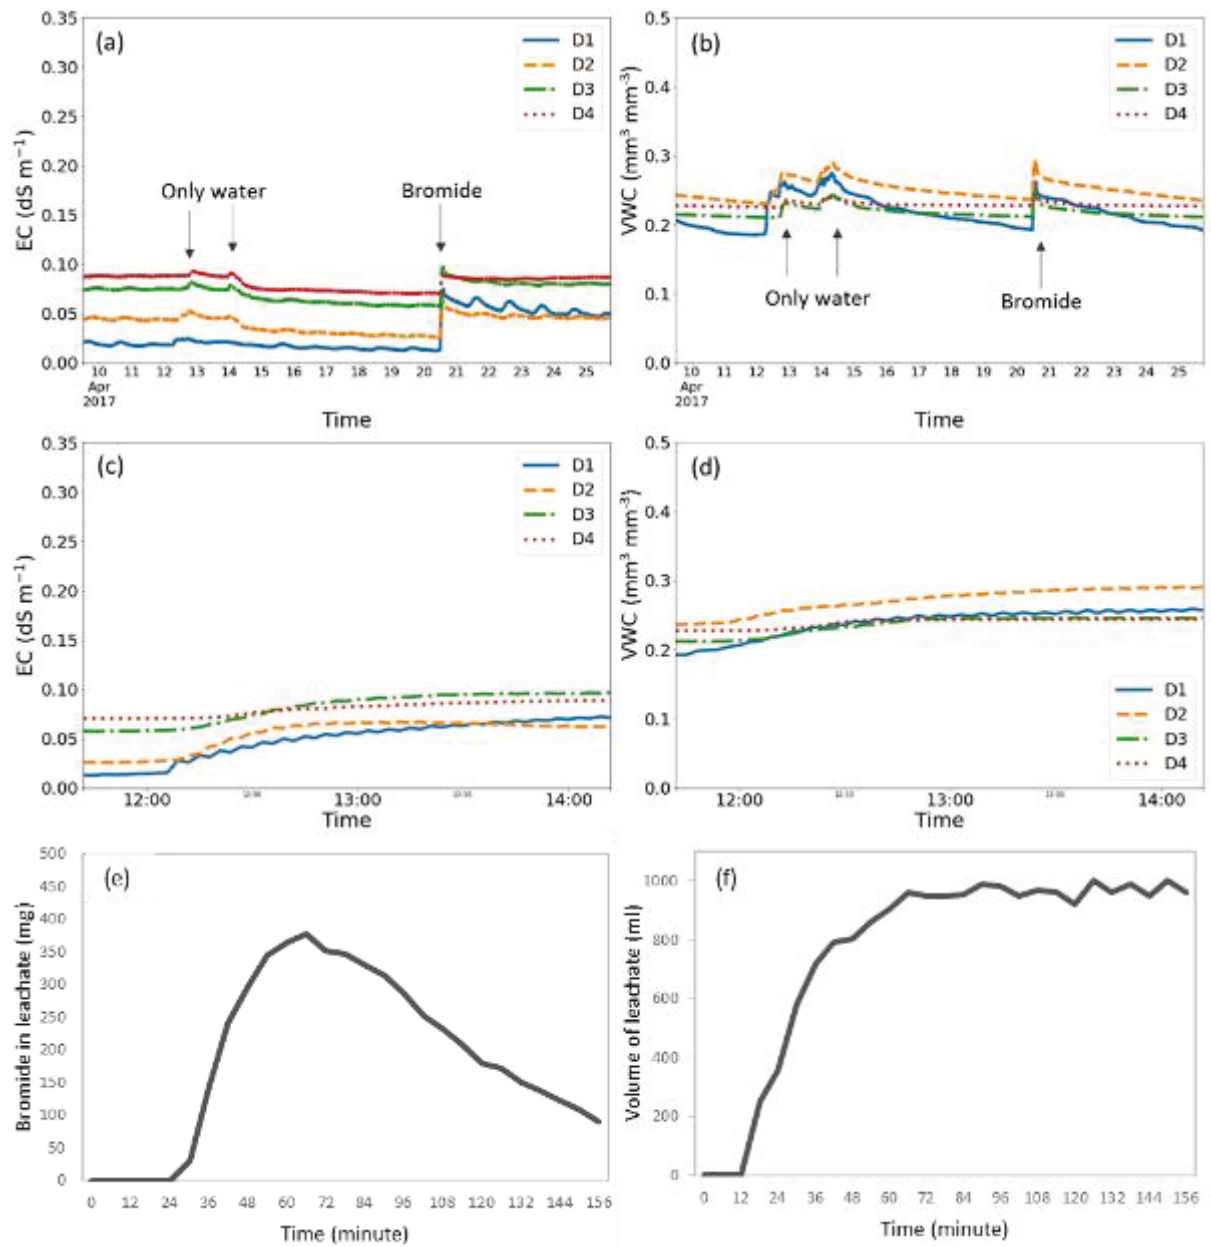 (a)
0.35
0.30
0.25
0.20
0.15
0.10
0.05
0.00
EC (dS m⁻¹)
D1
D2
D3
D4
Only water
Bromide
10 11 12 13 14 15 16 17 18 19 20 21 22 23 24 25
Apr
2017
Time
(b)
0.5
0.4
0.3
0.2
0.1
0.0
VWC (mm³ mm⁻³)
D1
D2
D3
D4
Only water
Bromide
10 11 12 13 14 15 16 17 18 19 20 21 22 23 24 25
Apr
2017
Time
(c)
0.35
0.30
0.25
0.20
0.15
0.10
0.05
0.00
EC (dS m⁻¹)
D1
D2
D3
D4
12:00 13:00 14:00
Time
(d)
0.5
0.4
0.3
0.2
0.1
0.0
VWC (mm³ mm⁻³)
D1
D2
D3
D4
12:00 13:00 14:00
Time
(e)
500
450
400
350
300
250
200
150
100
50
0
Bromide in leachate (mg)
0 12 24 36 48 60 72 84 96 108 120 132 144 156
Time (minute)
(f)
1000
800
600
400
200
0
Volume of leachate (ml)
0 12 24 36 48 60 72 84 96 108 120 132 144 156
Time (minute)